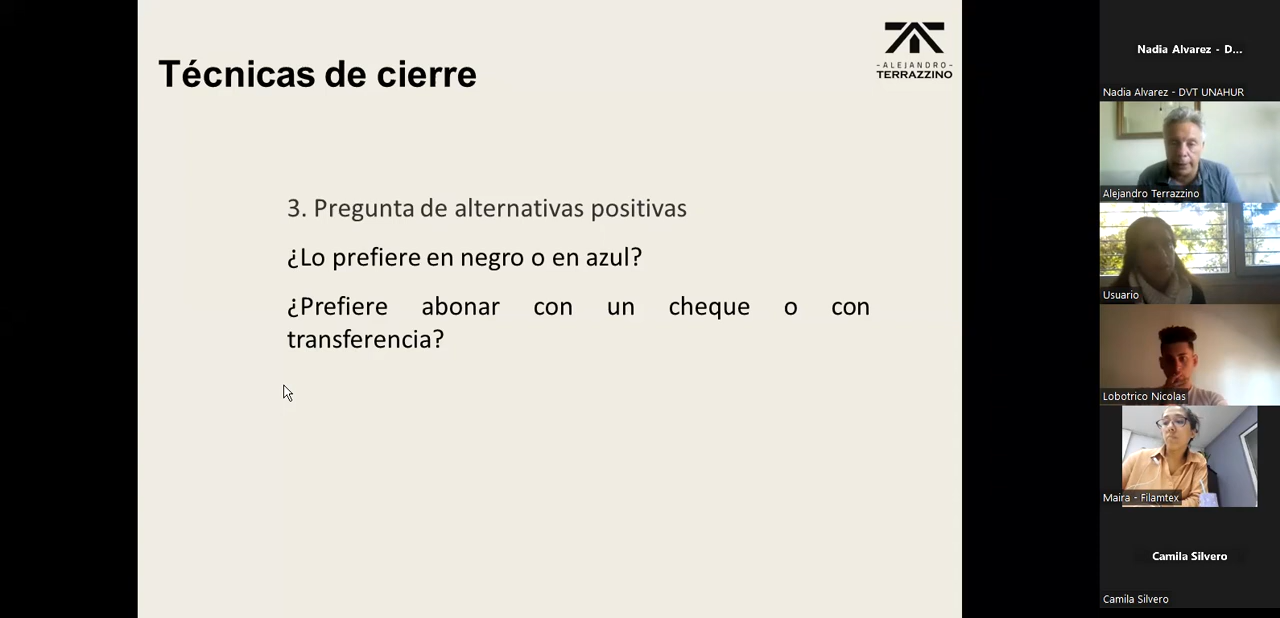 Técnicas de cierre
-ALEJANDRO-
TERRAZZINO
3. Pregunta de alternativas positivas
¿Lo prefiere en negro o en azul?
¿Prefiere abonar con un cheque o con
transferencia?
Nadia Alvarez - D...
Nadia Alvarez - DVT UNAHUR
Alejandro Terrazzino
Usuario
Lobotrico Nicolas
Maira - Filamtex
Camila Silvero
Camila Silvero